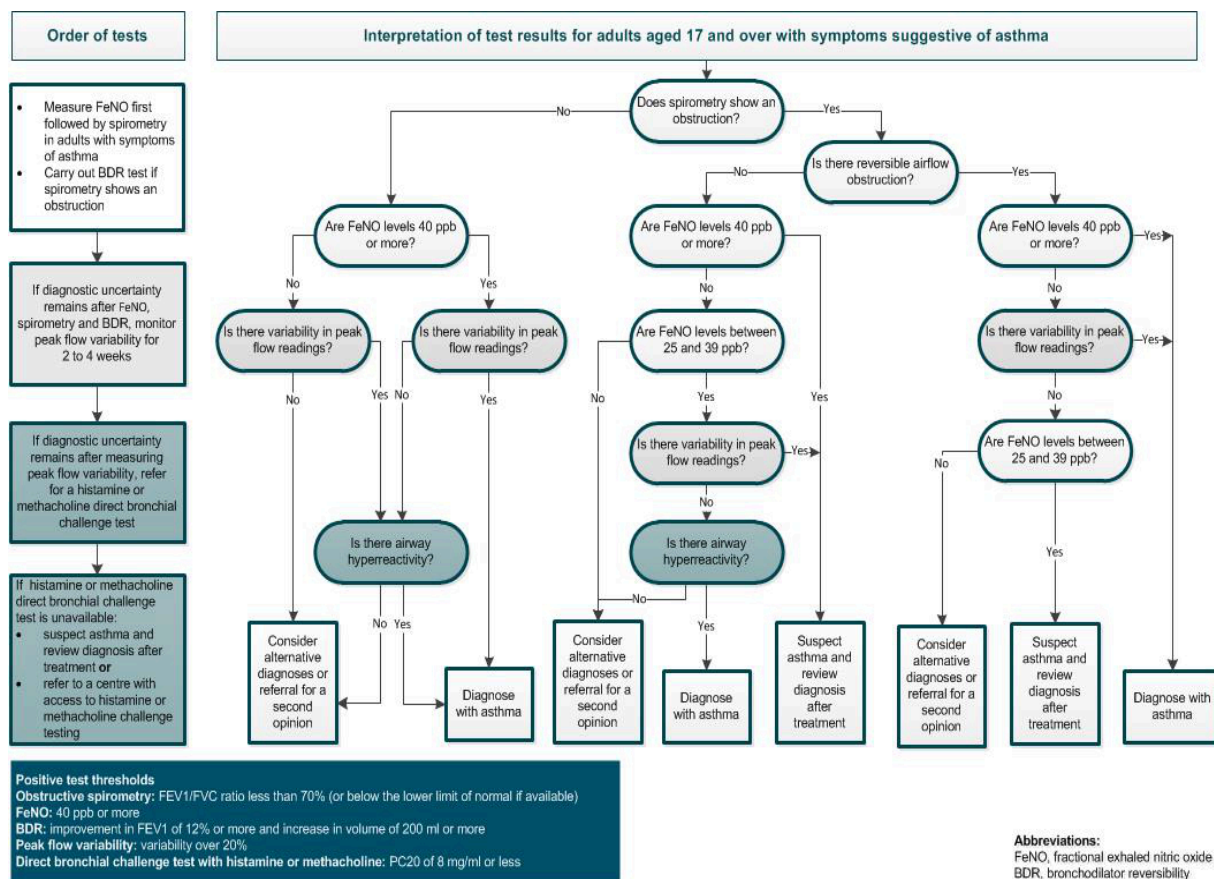 Order of tests
Interpretation of test results for adults aged 17 and over with symptoms suggestive of asthma
• Measure FeNO first
followed by spirometry
in adults with symptoms
of asthma
• Carry out BDR test if
spirometry shows an
obstruction
If diagnostic uncertainty
remains after FeNO,
spirometry and BDR, monitor
peak flow variability for
2 to 4 weeks
If diagnostic uncertainty
remains after measuring
peak flow variability, refer
for a histamine or
methacholine direct bronchial
challenge test
If histamine or methacholine
direct bronchial challenge
test is unavailable:
• suspect asthma and
review diagnosis after
treatment or
• refer to a centre with
access to histamine or
methacholine challenge
testing
Does spirometry show an
obstruction?
No
Yes
Is there reversible airflow
obstruction?
No
Yes
Are FeNO levels 40 ppb
or more?
No
Yes
Are FeNO levels 40 ppb
or more?
No
Yes
Are FeNO levels 40 ppb
or more?
Yes
No
Is there variability in peak
flow readings?
No
Yes
Is there variability in peak
flow readings?
No
Yes
Are FeNO levels between
25 and 39 ppb?
No
Yes
Is there variability in peak
flow readings?
Yes
No
Is there variability in peak
flow readings?
Yes
No
Are FeNO levels between
25 and 39 ppb?
No
Yes
Is there airway
hyperreactivity?
No
Yes
Is there airway
hyperreactivity?
No
Yes
Consider
alternative
diagnoses or
referral for a
second
opinion
Diagnose
with asthma
Consider
alternative
diagnoses or
referral for a
second
opinion
Diagnose
with asthma
Suspect
asthma and
review
diagnosis
after
treatment
Consider
alternative
diagnoses or
referral for a
second
opinion
Suspect
asthma and
review
diagnosis
after
treatment
Diagnose with
asthma
Positive test thresholds
Obstructive spirometry: FEV1/FVC ratio less than 70% (or below the lower limit of normal if available)
FeNO: 40 ppb or more
BDR: improvement in FEV1 of 12% or more and increase in volume of 200 ml or more
Peak flow variability: variability over 20%
Direct bronchial challenge test with histamine or methacholine: PC20 of 8 mg/ml or less
Abbreviations:
FeNO, fractional exhaled nitric oxide
BDR, bronchodilator reversibility